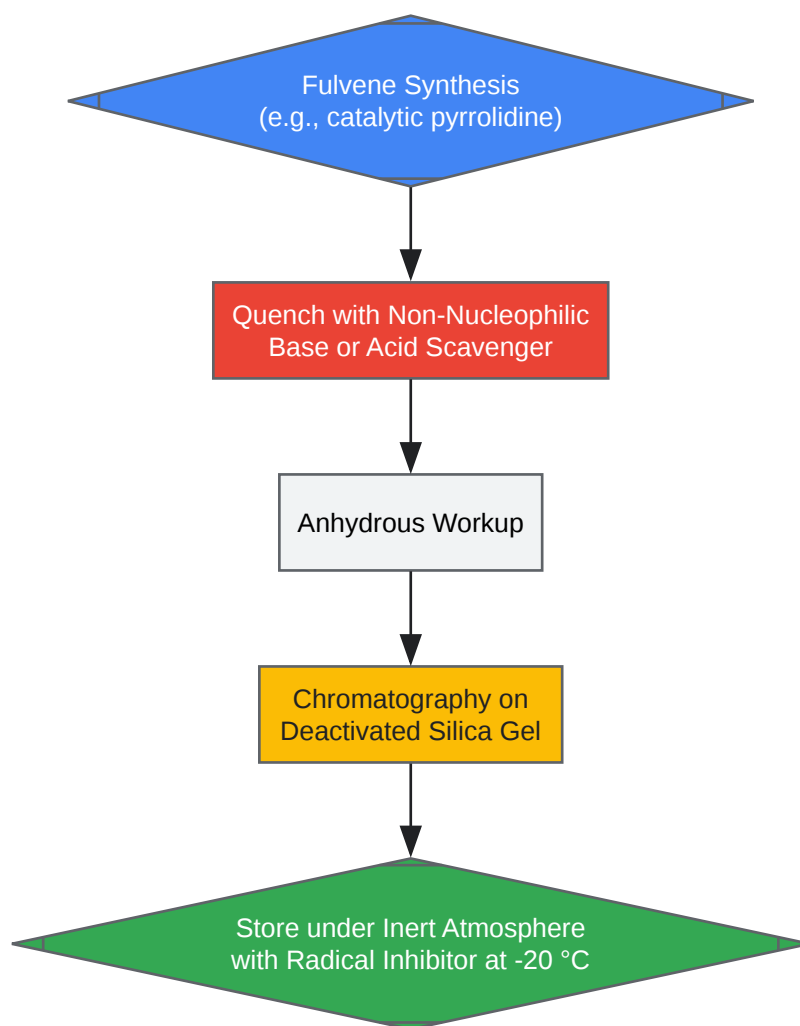 Fulvene Synthesis
(e.g., catalytic pyrrolidine)
Quench with Non-Nucleophilic
Base or Acid Scavenger
Anhydrous Workup
Chromatography on
Deactivated Silica Gel
Store under Inert Atmosphere
with Radical Inhibitor at -20 °C